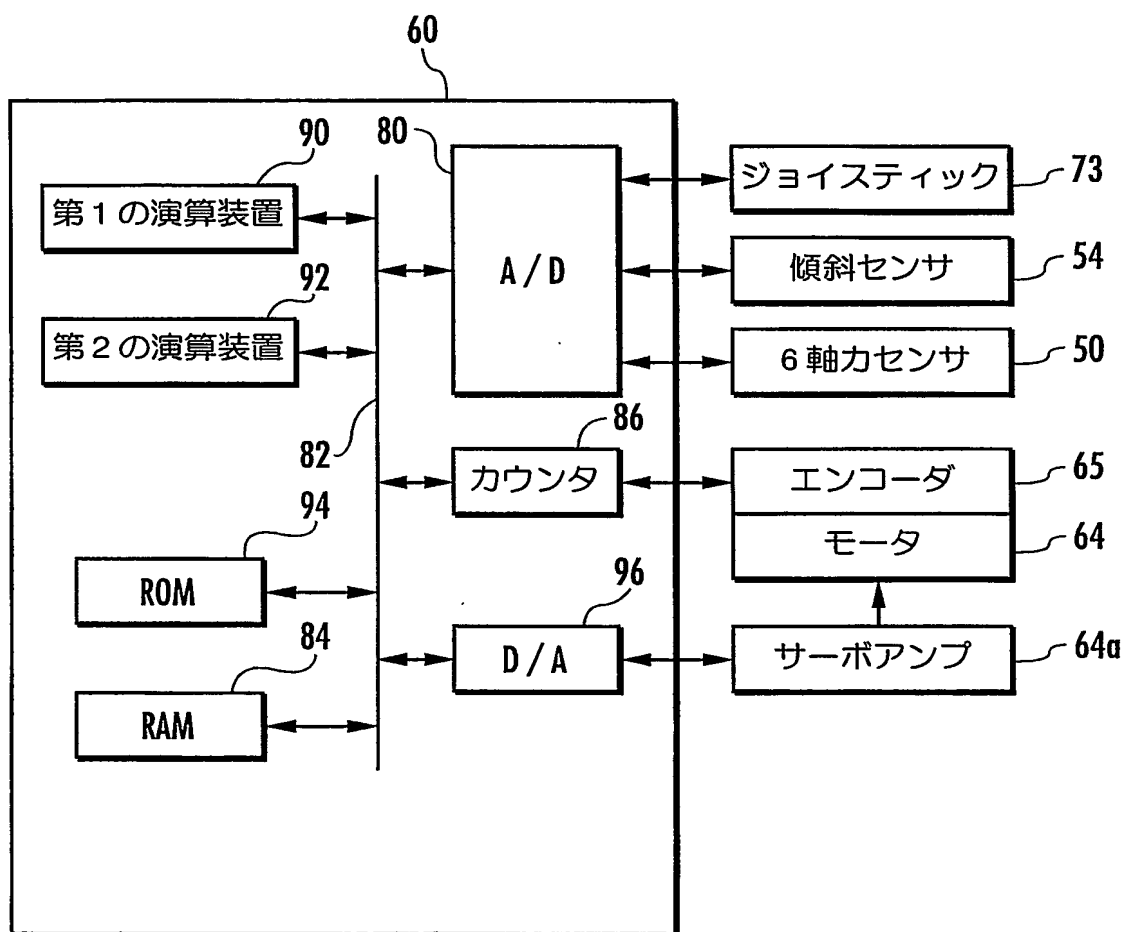 60
90
第1の演算装置
92
第2の演算装置
82
94
ROM
84
RAM
80
A/D
86
カウンタ
96
D/A
ジョイスティック
73
傾斜センサ
54
6軸力センサ
50
エンコーダ
65
モータ
64
サーボアンプ
64a